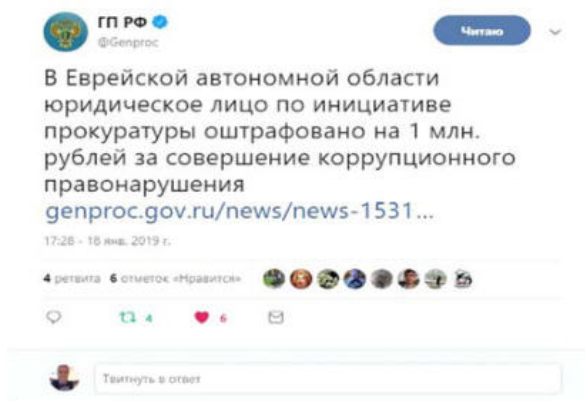 ГП РФ
@Genproc
Читаю
В Еврейской автономной области
юридическое лицо по инициативе
прокуратуры оштрафовано на 1 млн.
рублей за совершение коррупционного
правонарушения
genproc.gov.ru/news/news-1531...
17:28 - 18 янв. 2019 г.
4 ретвита 6 отметок «Нравится»
4 6
Твитнуть в ответ